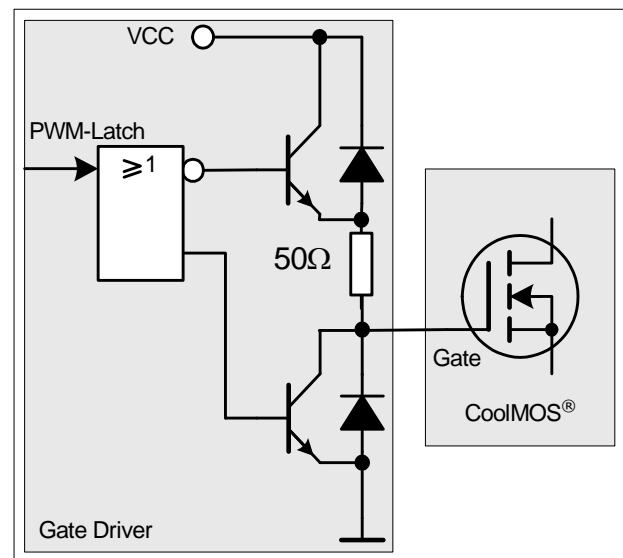 VCC
PWM-Latch
≥1
50Ω
Gate
CoolMOS®
Gate Driver